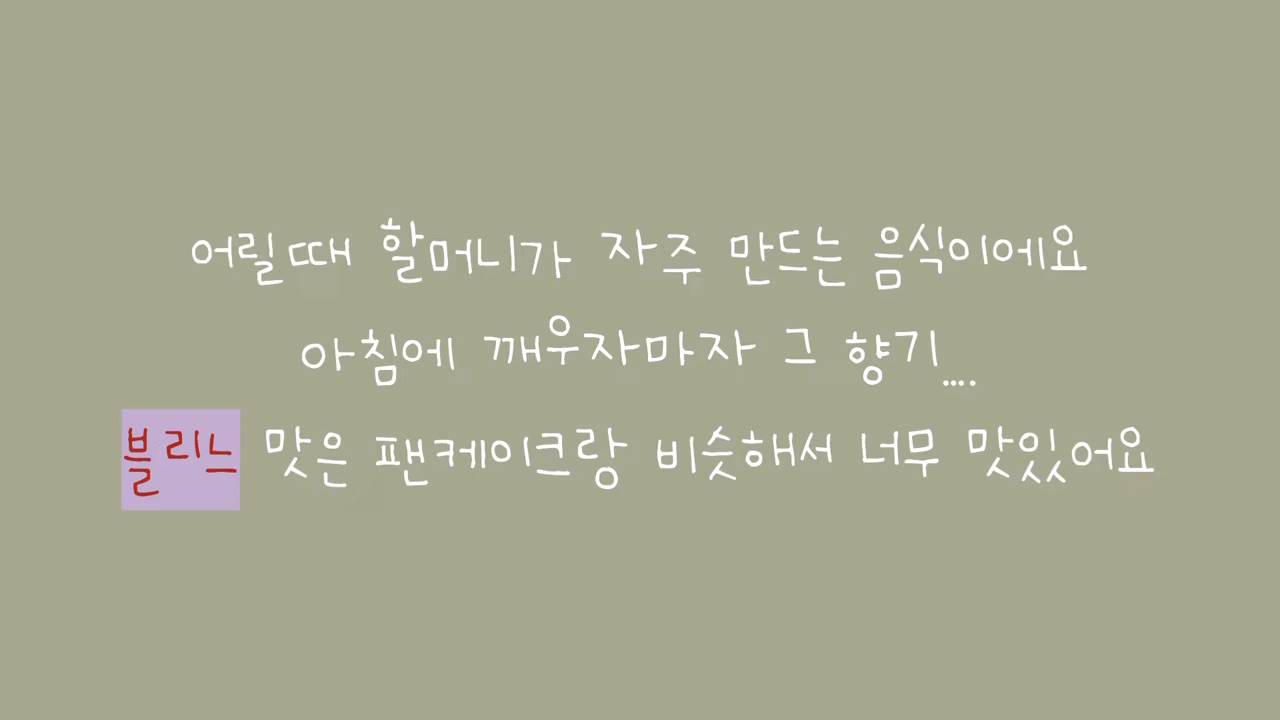 어릴때 할머니가 자주 만드는 음식이에요
아침에 깨우자마자 그 향기....
블리느 맛은 팬케이크랑 비슷해서 너무 맛있어요